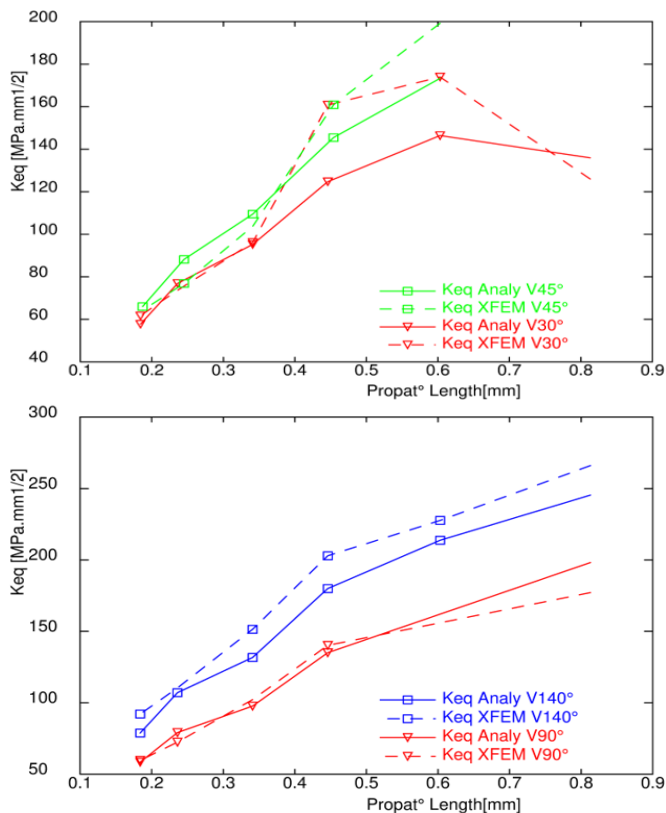 200
180
160
140
120
100
80
60
40
Keq [MPa.mm1/2]
Keq Analy V45°
Keq XFEM V45°
Keq Analy V30°
Keq XFEM V30°
0.1 0.2 0.3 0.4 0.5 0.6 0.7 0.8 0.9
Propat° Length[mm]
300
250
200
150
100
50
Keq [MPa.mm1/2]
Keq Analy V140°
Keq XFEM V140°
Keq Analy V90°
Keq XFEM V90°
0.1 0.2 0.3 0.4 0.5 0.6 0.7 0.8 0.9
Propat° Length[mm]